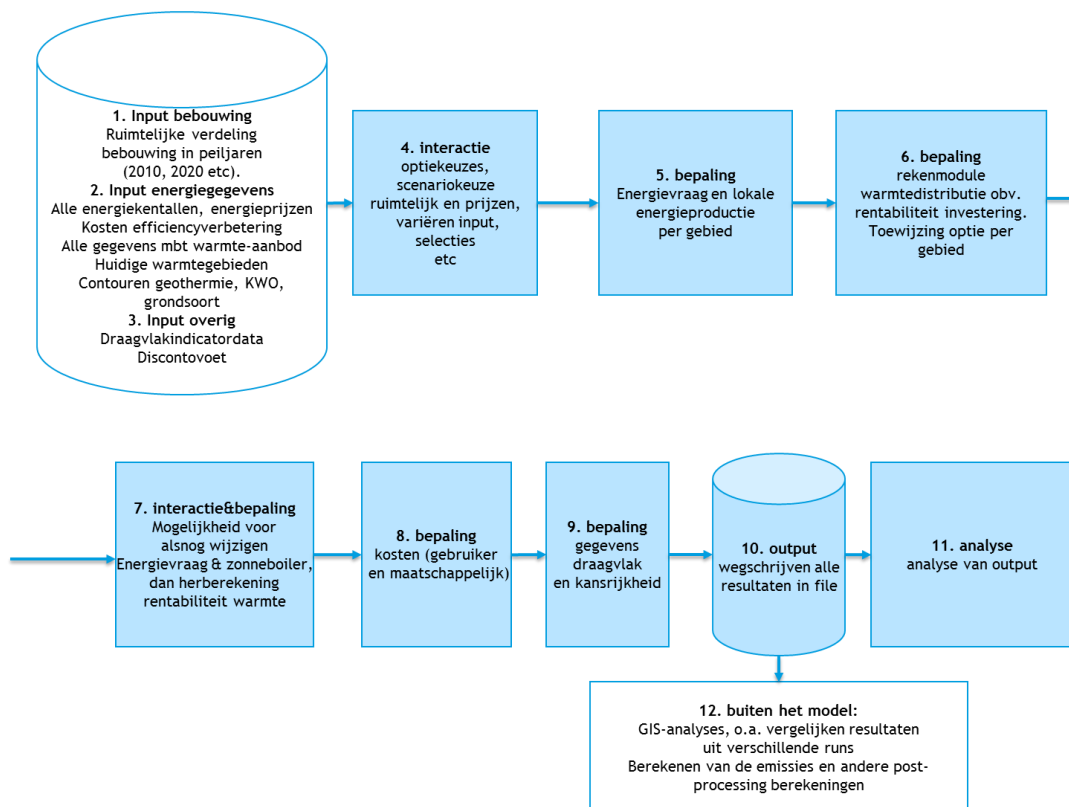 1. Input bebouwing
Ruimtelijke verdeling
bebouwing in peiljaren
(2010, 2020 etc).
2. Input energiegegevens
Alle energiekentallen, energieprijzen
Kosten efficiencyverbetering
Alle gegevens mbt warmte-aanbod
Huidige warmtegebieden
Contouren geothermie, KWO,
grondsoort
3. Input overig
Draagvlakindicatordata
Discontovoet
4. interactie
optiekeuzes,
scenariokeuze
ruimtelijk en prijzen,
variëren input,
selecties
etc
5. bepaling
Energievraag en lokale
energieproductie
per gebied
6. bepaling
rekenmodule
warmtedistributie obv.
rentabiliteit investering.
Toewijzing optie per
gebied
7. interactie&bepaling
Mogelijkheid voor
alsnog wijzigen
Energievraag & zonneboiler,
dan herberekening
rentabiliteit warmte
8. bepaling
kosten (gebruiker
en maatschappelijk)
9. bepaling
gegevens
draagvlak
en kansrijkheid
10. output
wegschrijven alle
resultaten in file
11. analyse
analyse van output
12. buiten het model:
GIS-analyses, o.a. vergelijken resultaten
uit verschillende runs
Berekenen van de emissies en andere post-
processing berekeningen